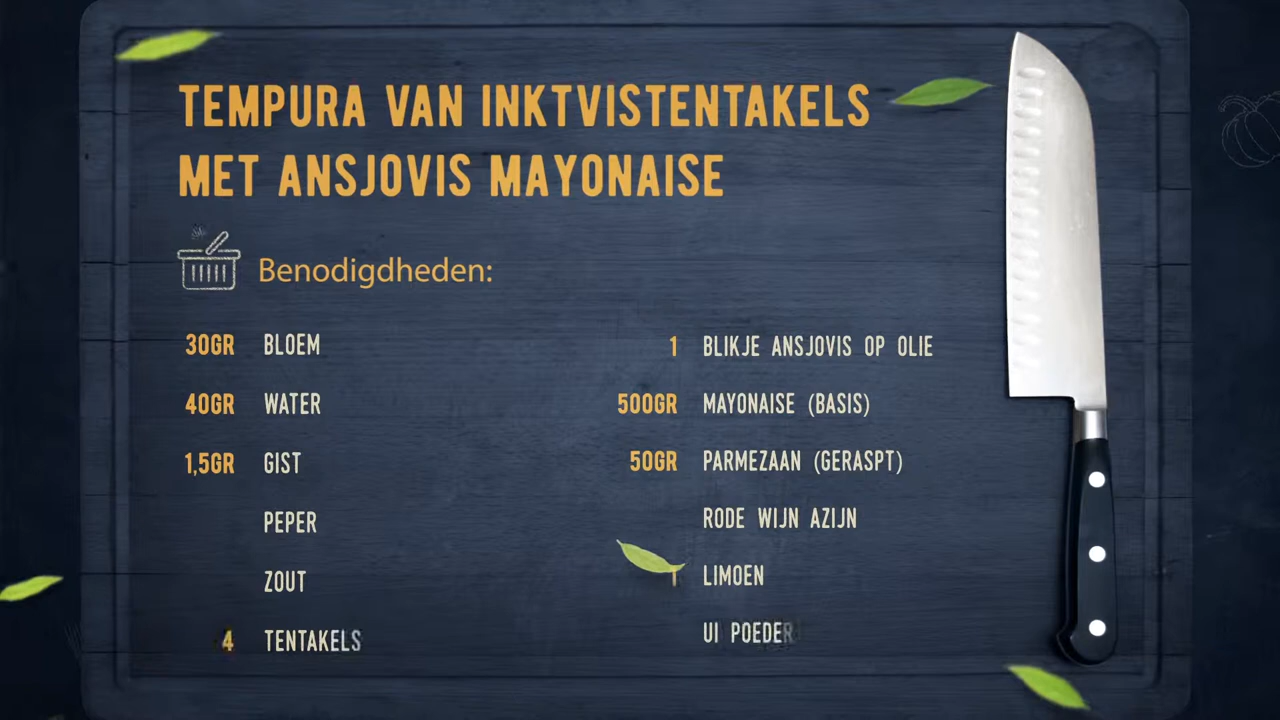 TEMPURA VAN INKTVISTENTAKELS
MET ANSJOVIS MAYONAISE
Benodigdheden:
30GR BLOEM
40GR WATER
1,5GR GIST
PEPER
ZOUT
4 TENTAKELS
1 BLIKJE ANSJOVIS OP OLIE
500GR MAYONAISE (BASIS)
50GR PARMEZAAN (GERASPT)
RODE WIJN AZIJN
1 LIMOEN
UI POEDER